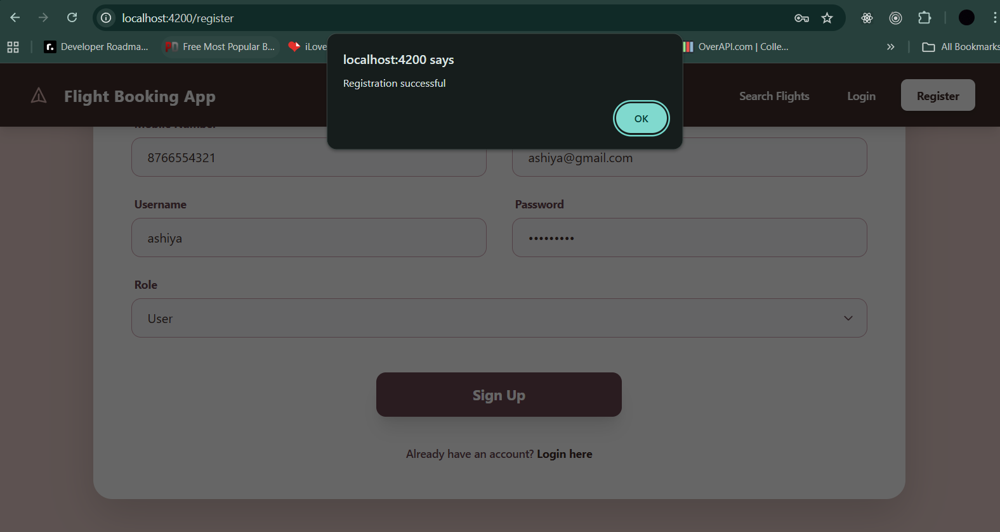 localhost:4200/register
Developer Roadma...
Free Most Popular B...
iLove
OverAPI.com | Colle...
All Bookmarks
localhost:4200 says
Registration successful
OK
Flight Booking App
Search Flights
Login
Register
8766554321
ashiya@gmail.com
Username
Password
ashiya
•••••••••
Role
User
Sign Up
Already have an account? Login here